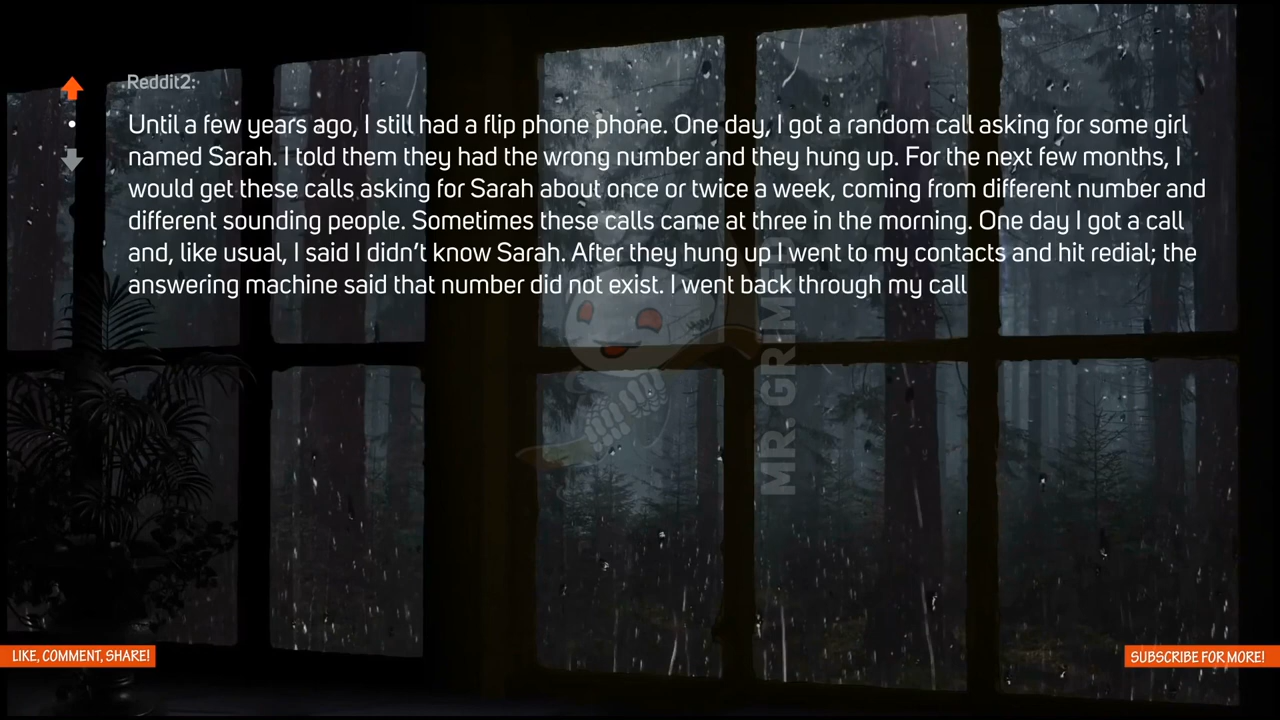 .Reddit2:
Until a few years ago, I still had a flip phone phone. One day, I got a random call asking for some girl
named Sarah. I told them they had the wrong number and they hung up. For the next few months, I
would get these calls asking for Sarah about once or twice a week, coming from different number and
different sounding people. Sometimes these calls came at three in the morning. One day I got a call
and, like usual, I said I didn’t know Sarah. After they hung up I went to my contacts and hit redial; the
answering machine said that number did not exist. I went back through my call
MR. GRIMES
LIKE, COMMENT, SHARE!
SUBSCRIBE FOR MORE!